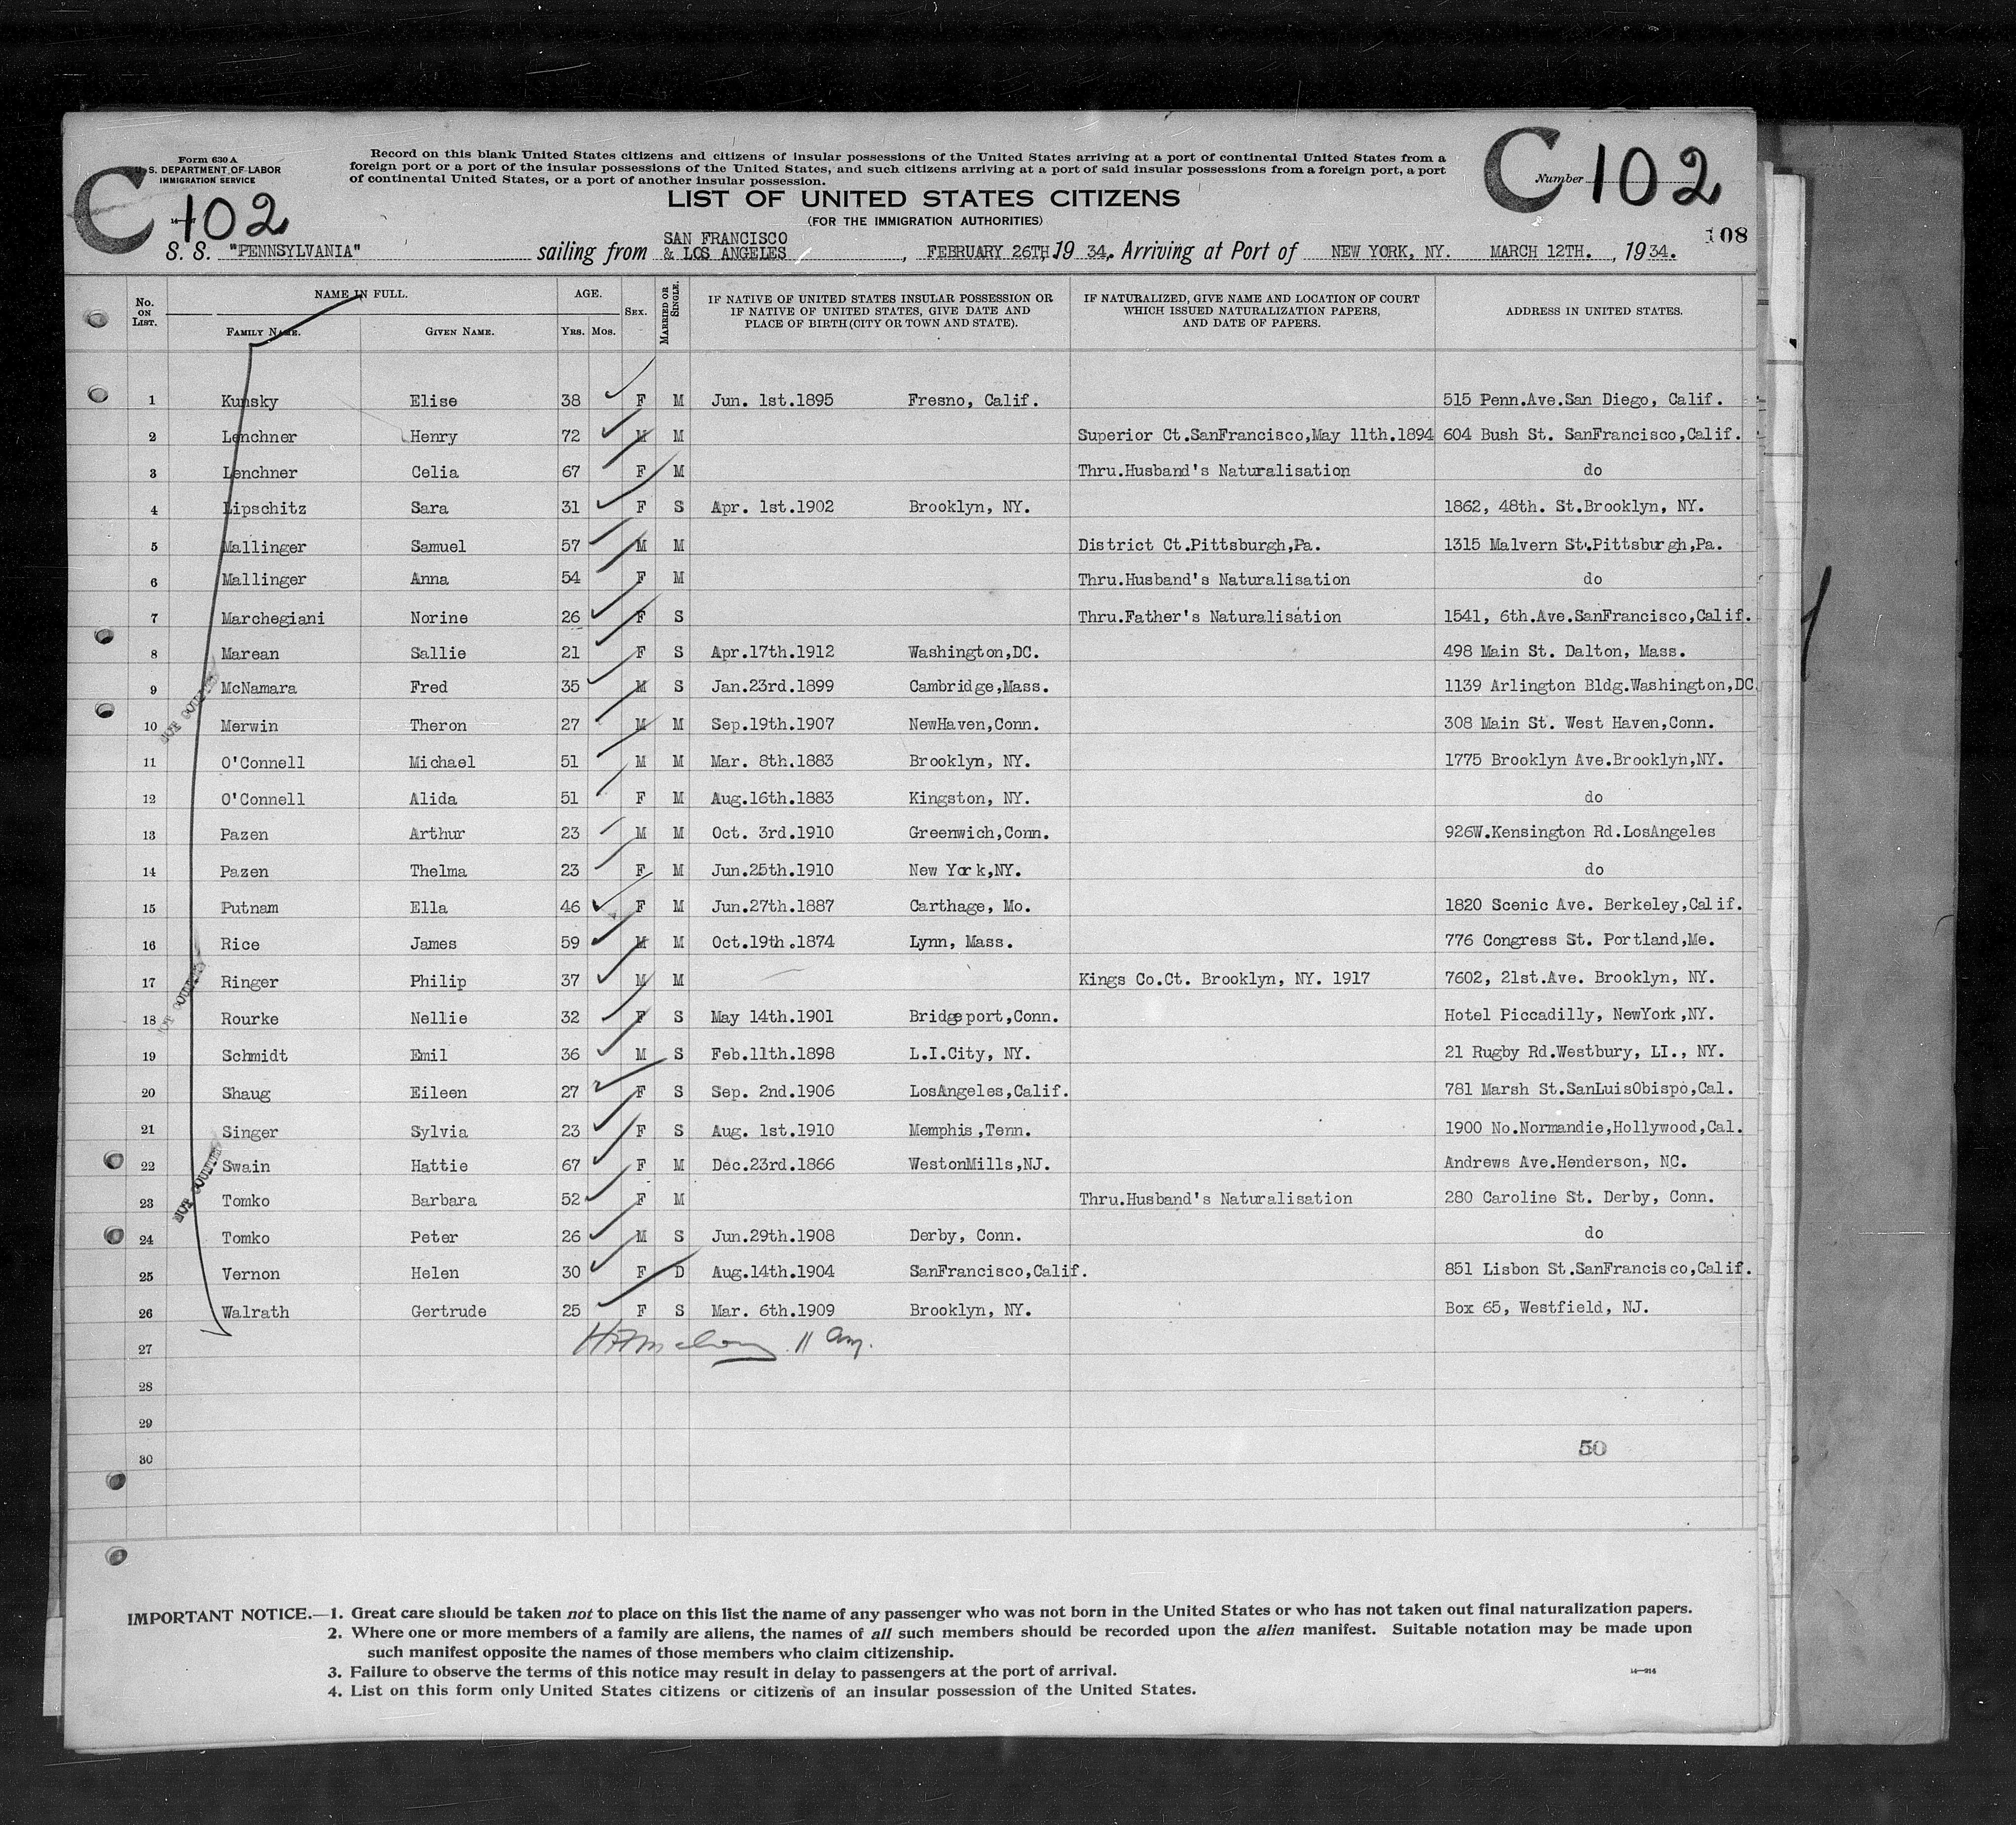 Form 630 A
U. S. DEPARTMENT OF LABOR
IMMIGRATION SERVICE
C 102
Record on this blank United States citizens and citizens of insular possessions of the United States arriving at a port of continental United States from a
foreign port or a port of the insular possessions of the United States, and such citizens arriving at a port of said insular possessions from a foreign port, a port
of continental United States, or a port of another insular possession.
LIST OF UNITED STATES CITIZENS
(FOR THE IMMIGRATION AUTHORITIES)
Number C 102
108
S. S. "PENNSYLVANIA" sailing from SAN FRANCISCO & LOS ANGELES, FEBRUARY 26TH, 19 34, Arriving at Port of NEW YORK, NY. MARCH 12TH. , 19 34.
No. ON LIST.
NAME IN FULL.
FAMILY NAME.
GIVEN NAME.
AGE.
YRS. MOS.
SEX.
MARRIED OR SINGLE.
IF NATIVE OF UNITED STATES INSULAR POSSESSION OR
IF NATIVE OF UNITED STATES, GIVE DATE AND
PLACE OF BIRTH (CITY OR TOWN AND STATE).
IF NATURALIZED, GIVE NAME AND LOCATION OF COURT
WHICH ISSUED NATURALIZATION PAPERS,
AND DATE OF PAPERS.
ADDRESS IN UNITED STATES.
1 Kunsky Elise 38 F M Jun. 1st.1895 Fresno, Calif. 515 Penn.Ave.San Diego, Calif.
2 Lenchner Henry 72 M M Superior Ct.SanFrancisco,May 11th.1894 604 Bush St. SanFrancisco,Calif.
3 Lenchner Celia 67 F M Thru.Husband's Naturalisation do
4 Lipschitz Sara 31 F S Apr. 1st.1902 Brooklyn, NY. 1862, 48th. St.Brooklyn, NY.
5 Mallinger Samuel 57 M M District Ct.Pittsburgh,Pa. 1315 Malvern St.Pittsburgh,Pa.
6 Mallinger Anna 54 F M Thru.Husband's Naturalisation do
7 Marchegiani Norine 26 F S Thru.Father's Naturalisation 1541, 6th.Ave.SanFrancisco,Calif.
8 Marean Sallie 21 F S Apr.17th.1912 Washington,DC. 498 Main St. Dalton, Mass.
9 McNamara Fred 35 M S Jan.23rd.1899 Cambridge,Mass. 1139 Arlington Bldg.Washington,DC.
10 Merwin Theron 27 M M Sep.19th.1907 NewHaven,Conn. 308 Main St. West Haven,Conn.
11 O'Connell Michael 51 M M Mar. 8th.1883 Brooklyn, NY. 1775 Brooklyn Ave.Brooklyn,NY.
12 O'Connell Alida 51 F M Aug.16th.1883 Kingston, NY. do
13 Pazen Arthur 23 M M Oct. 3rd.1910 Greenwich,Conn. 926W.Kensington Rd.LosAngeles
14 Pazen Thelma 23 F M Jun.25th.1910 New York,NY. do
15 Putnam Ella 46 F M Jun.27th.1887 Carthage, Mo. 1820 Scenic Ave. Berkeley,Calif.
16 Rice James 59 M M Oct.19th.1874 Lynn, Mass. 776 Congress St. Portland,Me.
17 Ringer Philip 37 M M Kings Co.Ct. Brooklyn, NY. 1917 7602, 21st.Ave. Brooklyn, NY.
18 Rourke Nellie 32 F S May 14th.1901 Bridgeport,Conn. Hotel Piccadilly, NewYork,NY.
19 Schmidt Emil 36 M S Feb.11th.1898 L.I.City, NY. 21 Rugby Rd.Westbury, LI., NY.
20 Shaug Eileen 27 F S Sep. 2nd.1906 LosAngeles,Calif. 781 Marsh St.SanLuisObispo,Cal.
21 Singer Sylvia 23 F S Aug. 1st.1910 Memphis,Tenn. 1900 No.Normandie,Hollywood,Cal.
22 Swain Hattie 67 F M Dec.23rd.1866 WestonMills,NJ. Andrews Ave.Henderson, NC.
23 Tomko Barbara 52 F M Thru.Husband's Naturalisation 280 Caroline St. Derby, Conn.
24 Tomko Peter 26 M S Jun.29th.1908 Derby, Conn. do
25 Vernon Helen 30 F D Aug.14th.1904 SanFrancisco,Calif. 851 Lisbon St.SanFrancisco,Calif.
26 Walrath Gertrude 25 F S Mar. 6th.1909 Brooklyn, NY. Box 65, Westfield, NJ.
27 11 am.
28
29
30
50
IMPORTANT NOTICE.—1. Great care should be taken not to place on this list the name of any passenger who was not born in the United States or who has not taken out final naturalization papers.
2. Where one or more members of a family are aliens, the names of all such members should be recorded upon the alien manifest. Suitable notation may be made upon
such manifest opposite the names of those members who claim citizenship.
3. Failure to observe the terms of this notice may result in delay to passengers at the port of arrival.
4. List on this form only United States citizens or citizens of an insular possession of the United States.
14—914